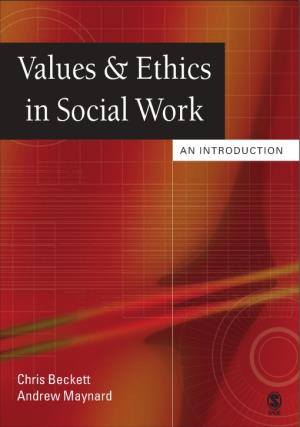 Values & Ethics
in Social Work
AN INTRODUCTION
Chris Beckett
Andrew Maynard
SAGE